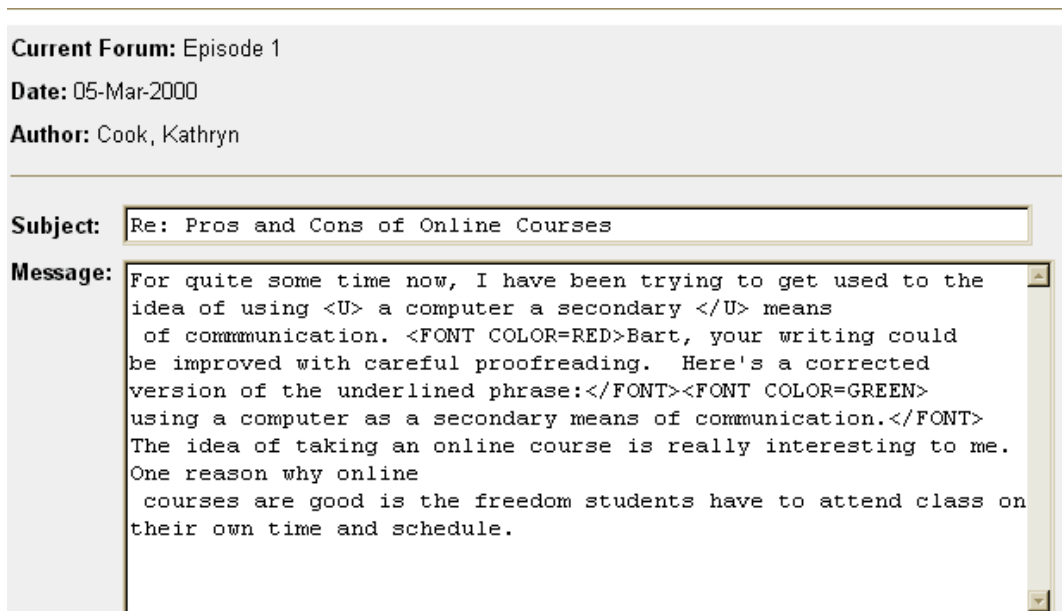 Current Forum: Episode 1
Date: 05-Mar-2000
Author: Cook, Kathryn
Subject: Re: Pros and Cons of Online Courses
Message: For quite some time now, I have been trying to get used to the
idea of using <U> a computer a secondary </U> means
of commmunication. <FONT COLOR=RED>Bart, your writing could
be improved with careful proofreading.  Here's a corrected
version of the underlined phrase:</FONT><FONT COLOR=GREEN>
using a computer as a secondary means of communication.</FONT>
The idea of taking an online course is really interesting to me.
One reason why online
courses are good is the freedom students have to attend class on
their own time and schedule.